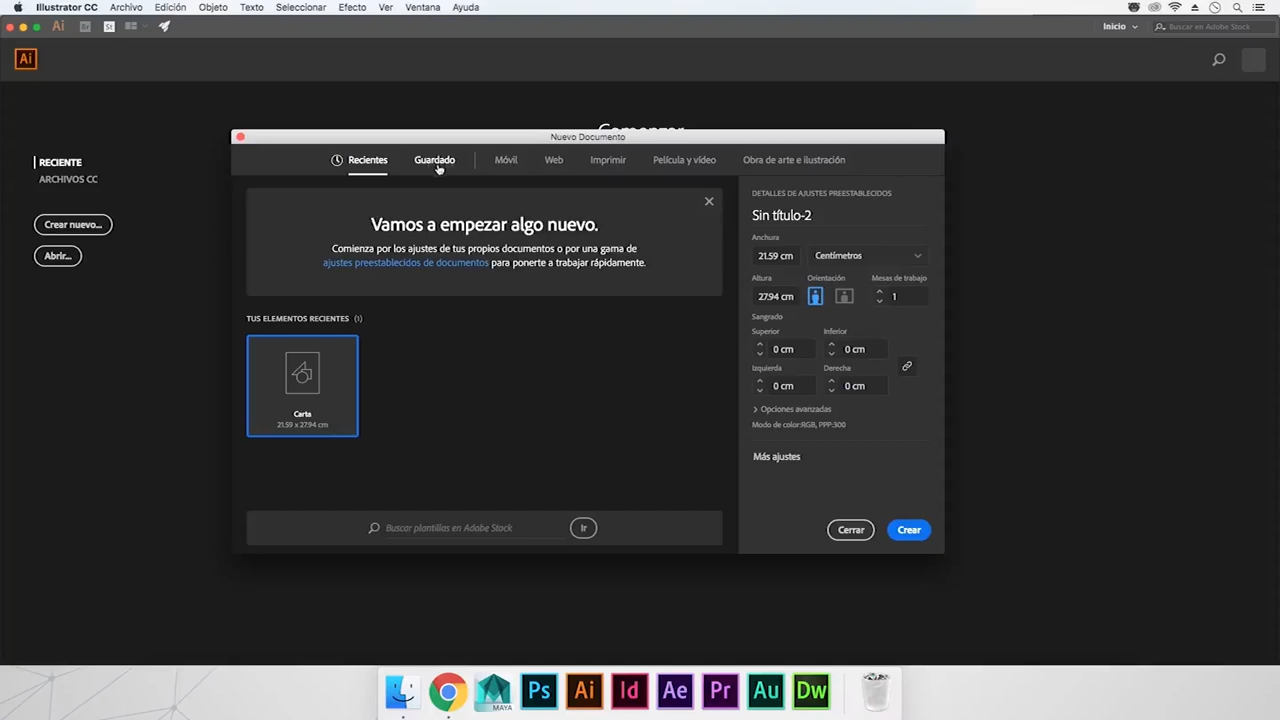 Illustrator CC Archivo Edición Objeto Texto Seleccionar Efecto Ver Ventana Ayuda
Ai Br St Inicio Buscar en Adobe Stock
Ai
Comenzar
RECIENTE
ARCHIVOS CC
Crear nuevo...
Abrir...
Nuevo Documento
Recientes Guardado Móvil Web Imprimir Película y vídeo Obra de arte e ilustración
Vamos a empezar algo nuevo.
Comienza por los ajustes de tus propios documentos o por una gama de
ajustes preestablecidos de documentos para ponerte a trabajar rápidamente.
TUS ELEMENTOS RECIENTES (1)
Carta
21.59 x 27.94 cm
Buscar plantillas en Adobe Stock Ir
DETALLES DE AJUSTES PREESTABLECIDOS
Sin título-2
Anchura
21.59 cm Centímetros
Altura Orientación Mesas de trabajo
27.94 cm 1
Sangrado
Superior Inferior
0 cm 0 cm
Izquierda Derecha
0 cm 0 cm
Opciones avanzadas
Modo de color:RGB, PPP:300
Más ajustes
Cerrar Crear
MAYA Ps Ai Id Ae Pr Au Dw